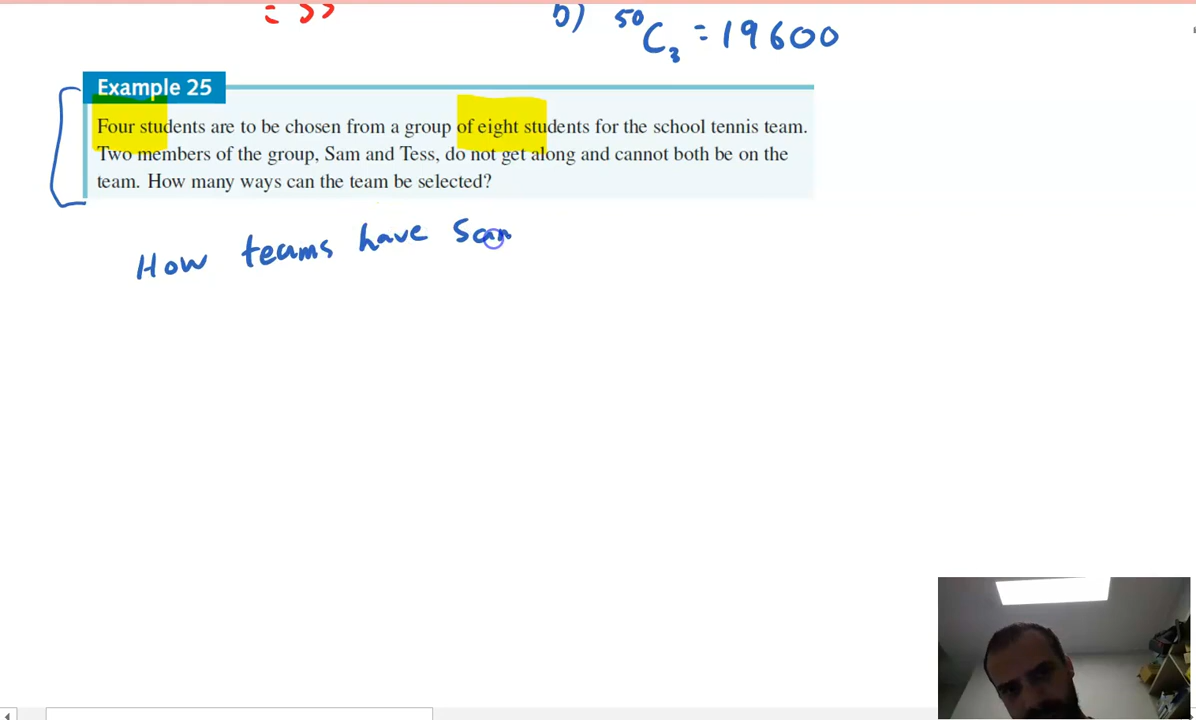 b) ⁵⁰C₃ = 19600
Example 25
Four students are to be chosen from a group of eight students for the school tennis team.
Two members of the group, Sam and Tess, do not get along and cannot both be on the
team. How many ways can the team be selected?
How teams have Sam